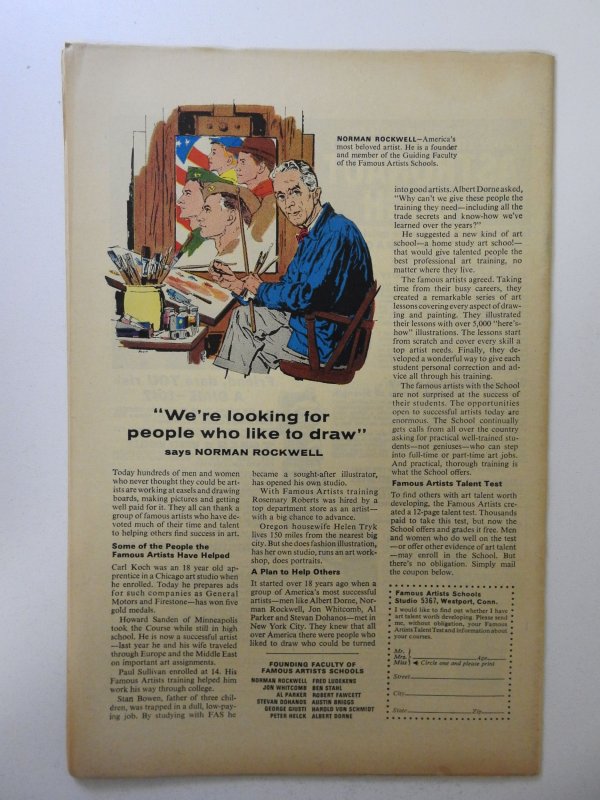 NORMAN ROCKWELL—America's
most beloved artist. He is a founder
and member of the Guiding Faculty
of the Famous Artists Schools.
"We're looking for
people who like to draw"
says NORMAN ROCKWELL
Today hundreds of men and women
who never thought they could be art-
ists are working at easels and drawing
boards, making pictures and getting
well paid for it. They all can thank a
group of famous artists who have de-
voted much of their time and talent
to helping others find success in art.
Some of the People the
Famous Artists Have Helped
Carl Koch was an 18 year old ap-
prentice in a Chicago art studio when
he enrolled. Today he prepares ads
for such companies as General
Motors and Firestone—has won five
gold medals.
Howard Sanden of Minneapolis
took the Course while still in high
school. He is now a successful artist
—last year he and his wife traveled
through Europe and the Middle East
on important art assignments.
Paul Sullivan enrolled at 14. His
Famous Artists training helped him
work his way through college.
Stan Bowen, father of three chil-
dren, was trapped in a dull, low-pay-
ing job. By studying with FAS he
became a sought-after illustrator,
has opened his own studio.
With Famous Artists training
Rosemary Roberts was hired by a
top department store as an artist—
with a big chance to advance.
Oregon housewife Helen Tryk
lives 150 miles from the nearest big
city. But she does fashion illustration,
has her own studio, runs an art work-
shop, does portraits.
A Plan to Help Others
It started over 18 years ago when a
group of America's most successful
artists—men like Albert Dorne, Nor-
man Rockwell, Jon Whitcomb, Al
Parker and Stevan Dohanos—met in
New York City. They knew that all
over America there were people who
liked to draw who could be turned
FOUNDING FACULTY OF
FAMOUS ARTISTS SCHOOLS
NORMAN ROCKWELL FRED LUDEKENS
JON WHITCOMB BEN STAHL
AL PARKER ROBERT FAWCETT
STEVAN DOHANOS AUSTIN BRIGGS
GEORGE GIUSTI HAROLD VON SCHMIDT
PETER HELCK ALBERT DORNE
into good artists. Albert Dorne asked,
"Why can't we give these people the
training they need—including all the
trade secrets and know-how we've
learned over the years?"
He suggested a new kind of art
school—a home study art school—
that would give talented people the
best professional art training, no
matter where they live.
The famous artists agreed. Taking
time from their busy careers, they
created a remarkable series of art
lessons covering every aspect of draw-
ing and painting. They illustrated
their lessons with over 5,000 "here's-
how" illustrations. The lessons start
from scratch and cover every skill a
top artist needs. Finally, they de-
veloped a wonderful way to give each
student personal correction and ad-
vice all through his training.
The famous artists with the School
are not surprised at the success of
their students. The opportunities
open to successful artists today are
enormous. The School continually
gets calls from all over the country
asking for practical well-trained stu-
dents—not geniuses—who can step
into full-time or part-time art jobs.
And practical, thorough training is
what the School offers.
Famous Artists Talent Test
To find others with art talent worth
developing, the Famous Artists cre-
ated a 12-page talent test. Thousands
paid to take this test, but now the
School offers and grades it free. Men
and women who do well on the test
—or offer other evidence of art talent
—may enroll in the School. But
there's no obligation. Simply mail
the coupon below.
Famous Artists Schools
Studio 5367, Westport, Conn.
I would like to find out whether I have
art talent worth developing. Please send
me, without obligation, your Famous
Artists Talent Test and information about
your courses.
Mr.
Mrs. Age
Miss Circle one and please print
Street
City
State Zip